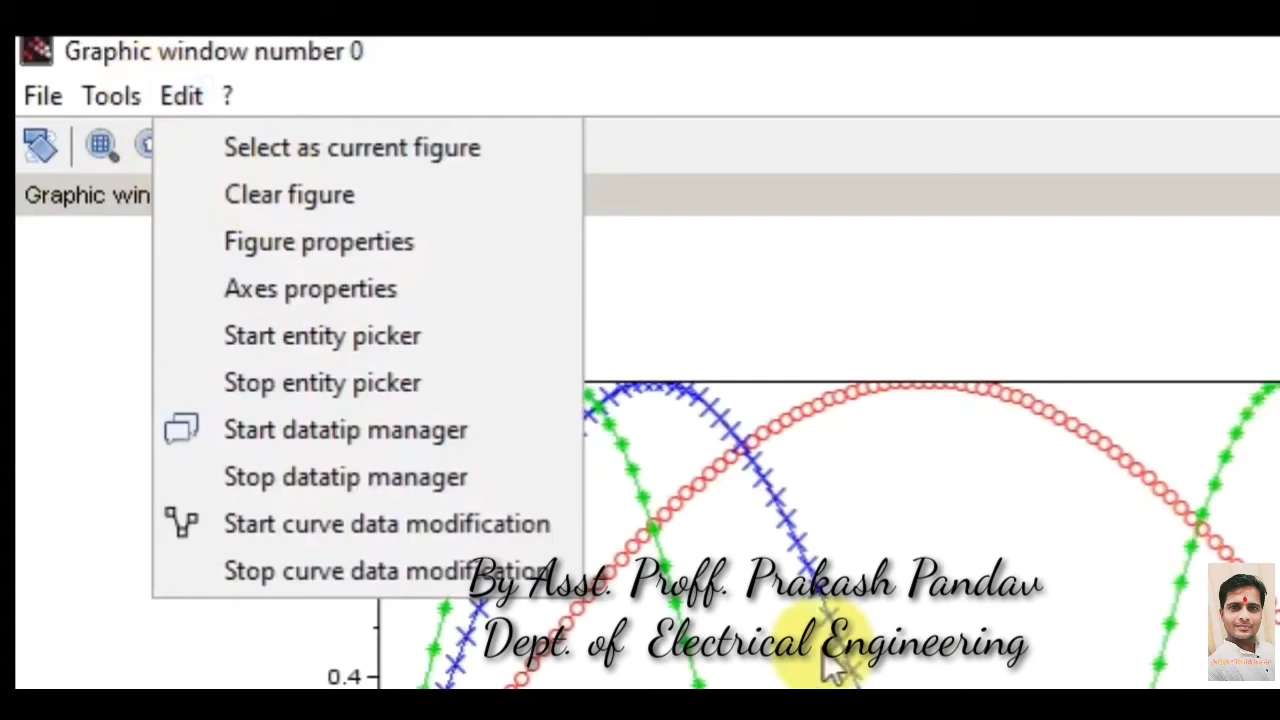 Graphic window number 0
File Tools Edit ?
Graphic win
Select as current figure
Clear figure
Figure properties
Axes properties
Start entity picker
Stop entity picker
Start datatip manager
Stop datatip manager
Start curve data modification
Stop curve data modification
By Asst. Proff. Prakash Pandav
Dept. of Electrical Engineering
0.4